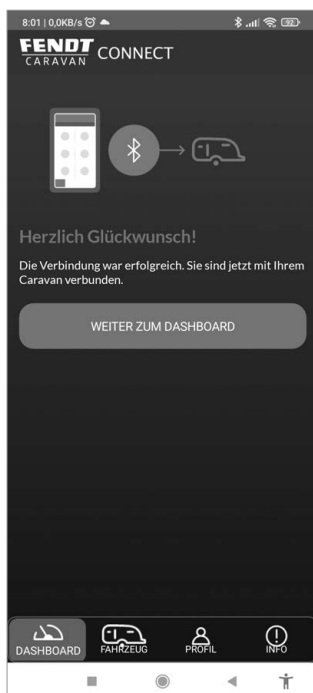 8:01 | 0,0KB/s
92
FENDT
CARAVAN
CONNECT
Herzlich Glückwunsch!
Die Verbindung war erfolgreich. Sie sind jetzt mit Ihrem
Caravan verbunden.
WEITER ZUM DASHBOARD
DASHBOARD
FAHRZEUG
PROFIL
INFO